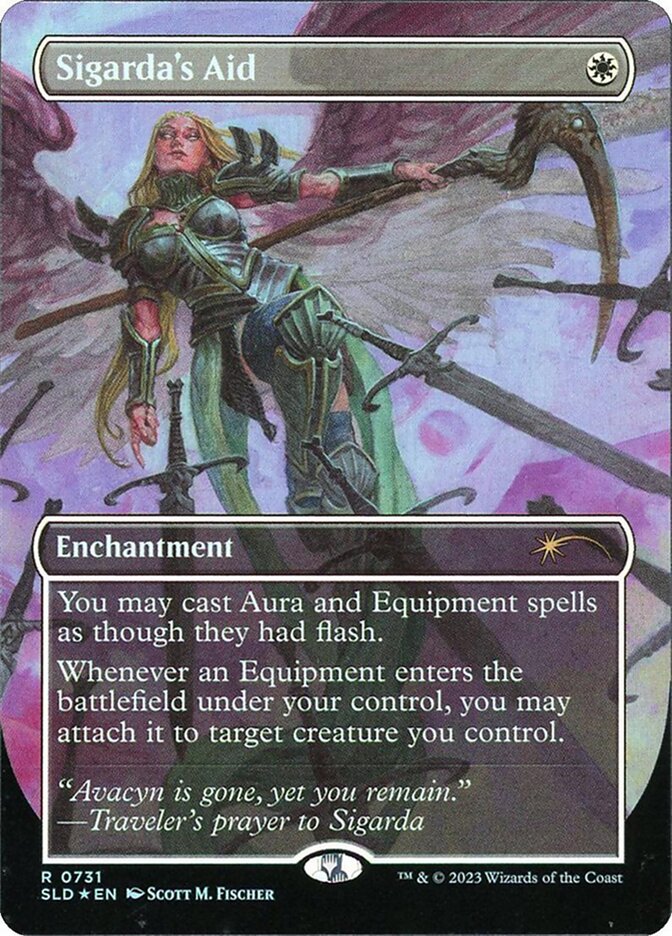 Sigarda's Aid
Enchantment
You may cast Aura and Equipment spells
as though they had flash.
Whenever an Equipment enters the
battlefield under your control, you may
attach it to target creature you control.
“Avacyn is gone, yet you remain.”
—Traveler's prayer to Sigarda
R 0731
SLD ★ EN Scott M. Fischer
™ & © 2023 Wizards of the Coast